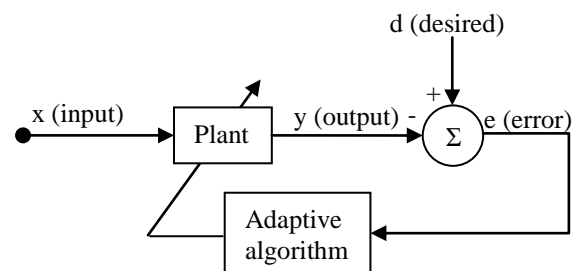 d (desired)
+
x (input)
Plant
y (output)
-
Σ
e (error)
Adaptive
algorithm